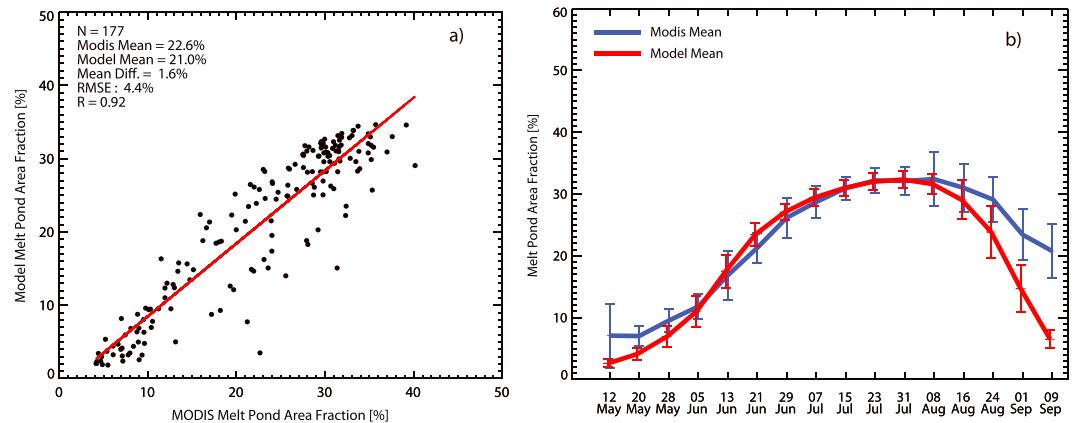 a)
N = 177
Modis Mean = 22.6%
Model Mean = 21.0%
Mean Diff. = 1.6%
RMSE : 4.4%
R = 0.92
Model Melt Pond Area Fraction [%]
50
40
30
20
10
0
0 10 20 30 40 50
MODIS Melt Pond Area Fraction [%]
b)
Modis Mean
Model Mean
Melt Pond Area Fraction [%]
60
50
40
30
20
10
0
12 20 28 05 13 21 29 07 15 23 31 08 16 24 01 09
May May May Jun Jun Jun Jun Jul Jul Jul Jul Aug Aug Aug Sep Sep